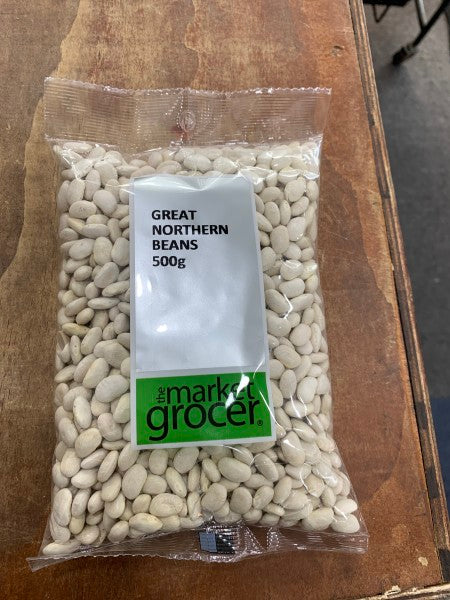 GREAT
NORTHERN
BEANS
500g
the market
grocer®